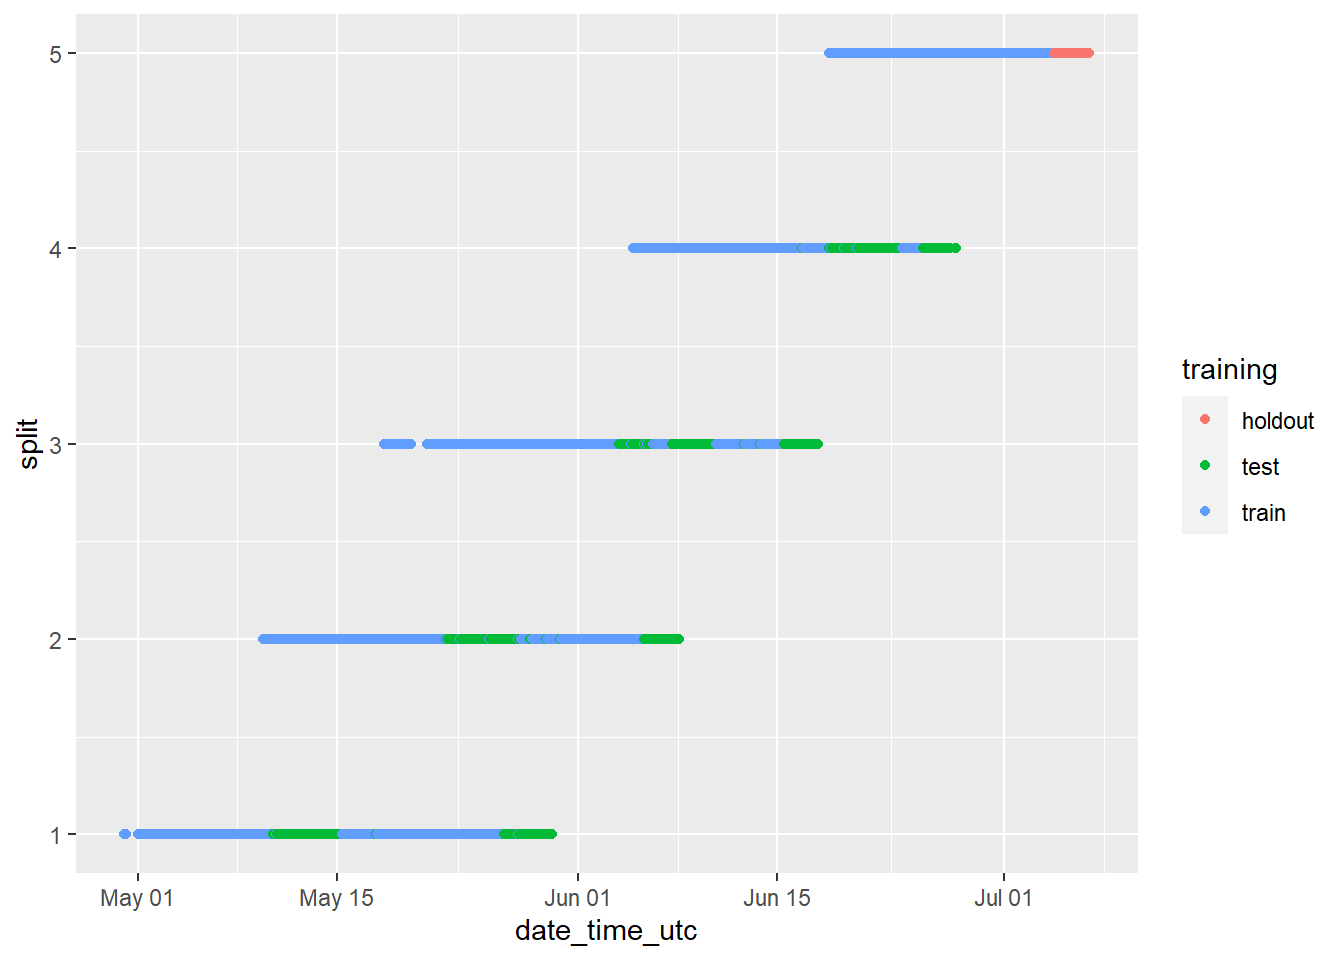 5
4
3
2
1
split
May 01
May 15
Jun 01
Jun 15
Jul 01
date_time_utc
training
holdout
test
train